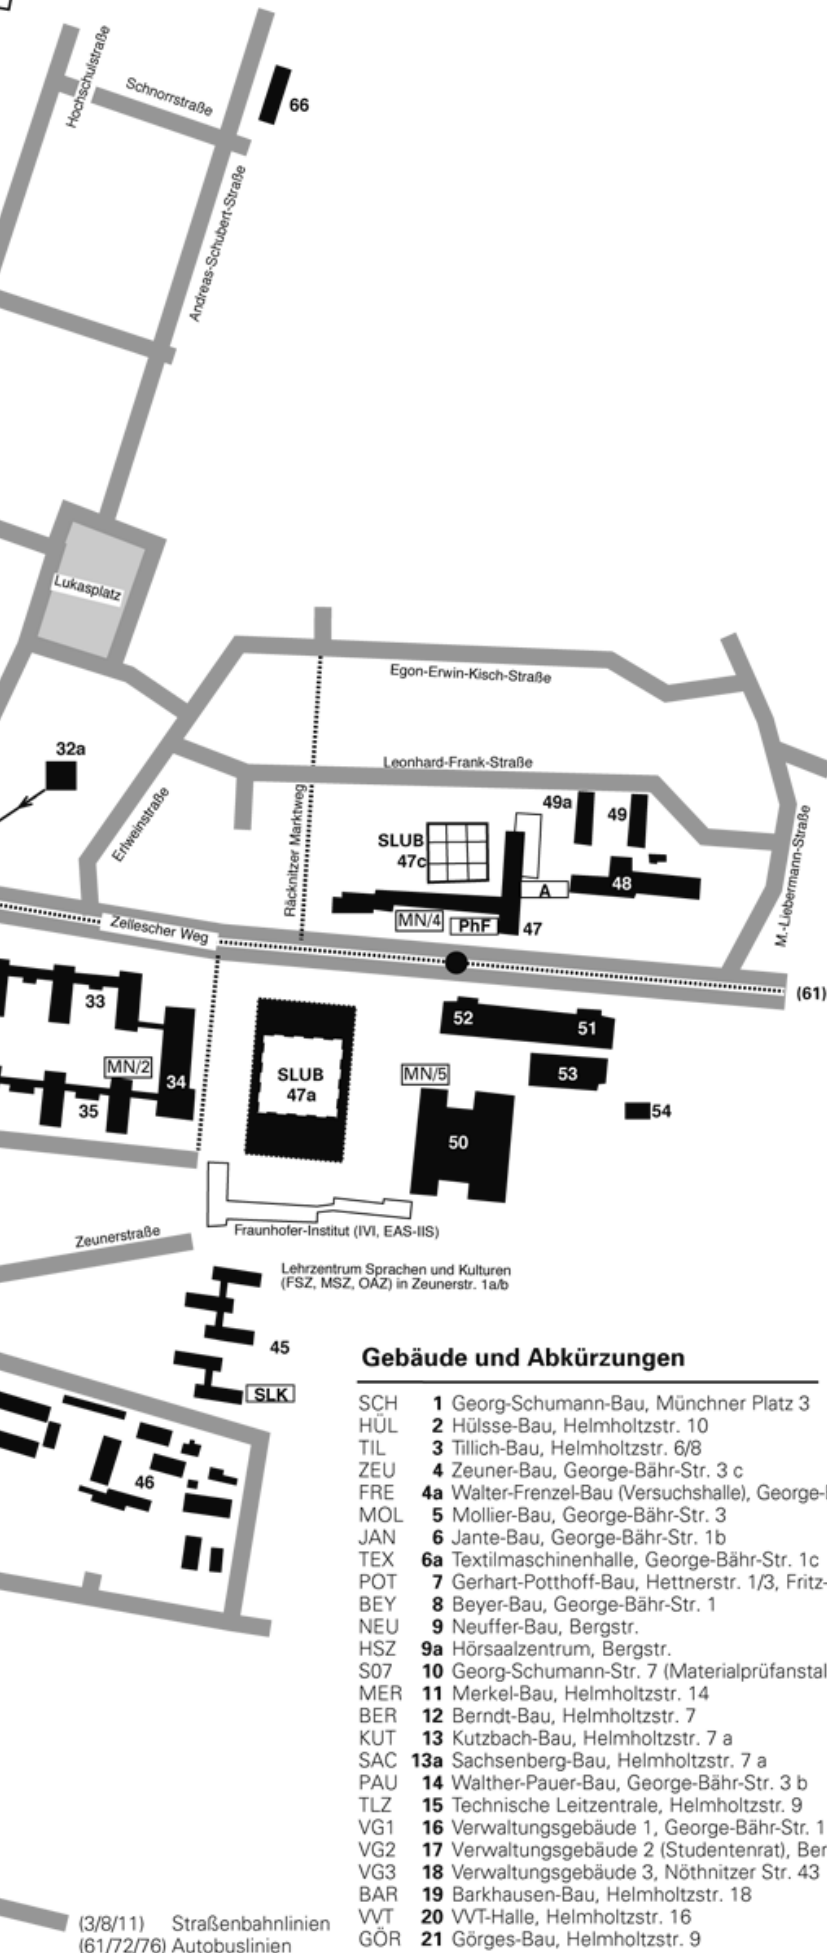 Hochschulstraße
Schnorrstraße
66
Andreas-Schubert-Straße
Lukasplatz
Egon-Erwin-Kisch-Straße
32a
Leonhard-Frank-Straße
Erlweinstraße
Räcknitzer Marktweg
49a
49
SLUB
47c
48
A
M.-Liebermann-Straße
MN/4
PhF
47
Zellescher Weg
(61)
33
52
51
MN/2
34
SLUB
47a
MN/5
53
35
54
50
Fraunhofer-Institut (IVI, EAS-IIS)
Zeunerstraße
Lehrzentrum Sprachen und Kulturen
(FSZ, MSZ, OAZ) in Zeunerstr. 1a/b
45
SLK
46
Gebäude und Abkürzungen
SCH 1 Georg-Schumann-Bau, Münchner Platz 3
HÜL 2 Hülsse-Bau, Helmholtzstr. 10
TIL 3 Tillich-Bau, Helmholtzstr. 6/8
ZEU 4 Zeuner-Bau, George-Bähr-Str. 3 c
FRE 4a Walter-Frenzel-Bau (Versuchshalle), George-
MOL 5 Mollier-Bau, George-Bähr-Str. 3
JAN 6 Jante-Bau, George-Bähr-Str. 1b
TEX 6a Textilmaschinenhalle, George-Bähr-Str. 1c
POT 7 Gerhart-Potthoff-Bau, Hettnerstr. 1/3, Fritz-
BEY 8 Beyer-Bau, George-Bähr-Str. 1
NEU 9 Neuffer-Bau, Bergstr.
HSZ 9a Hörsaalzentrum, Bergstr.
S07 10 Georg-Schumann-Str. 7 (Materialprüfanstal
MER 11 Merkel-Bau, Helmholtzstr. 14
BER 12 Berndt-Bau, Helmholtzstr. 7
KUT 13 Kutzbach-Bau, Helmholtzstr. 7 a
SAC 13a Sachsenberg-Bau, Helmholtzstr. 7 a
PAU 14 Walther-Pauer-Bau, George-Bähr-Str. 3 b
TLZ 15 Technische Leitzentrale, Helmholtzstr. 9
VG1 16 Verwaltungsgebäude 1, George-Bähr-Str. 1
VG2 17 Verwaltungsgebäude 2 (Studentenrat), Ber
VG3 18 Verwaltungsgebäude 3, Nöthnitzer Str. 43
BAR 19 Barkhausen-Bau, Helmholtzstr. 18
VVT 20 VVT-Halle, Helmholtzstr. 16
GÖR 21 Görges-Bau, Helmholtzstr. 9
(3/8/11) Straßenbahnlinien
(61/72/76) Autobuslinien